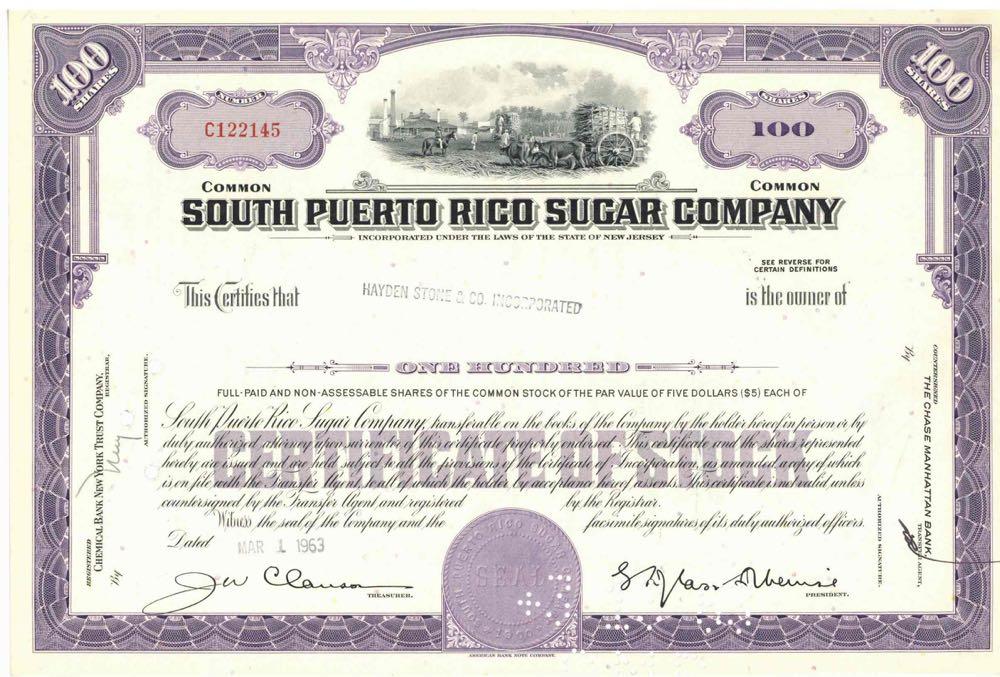 100 SHARES
100 SHARES
NUMBER
C122145
SHARES
100
COMMON
COMMON
SOUTH PUERTO RICO SUGAR COMPANY
INCORPORATED UNDER THE LAWS OF THE STATE OF NEW JERSEY
SEE REVERSE FOR
CERTAIN DEFINITIONS
This Certifies that
HAYDEN STONE & CO. INCORPORATED
is the owner of
ONE HUNDRED
FULL-PAID AND NON-ASSESSABLE SHARES OF THE COMMON STOCK OF THE PAR VALUE OF FIVE DOLLARS ($5) EACH OF
South Puerto Rico Sugar Company, transferable on the books of the Company by the holder hereof in person or by
duly authorized attorney upon surrender of this certificate properly endorsed. This certificate and the shares represented
hereby are issued and are held subject to all the provisions of the certificate of Incorporation, as amended, a copy of which
is on file with the Transfer Agent, to all of which the holder by acceptance hereof assents. This certificate is not valid unless
countersigned by the Transfer Agent and registered by the Registrar.
CERTIFICATE OF STOCK
Witness the seal of the Company and the facsimile signatures of its duly authorized officers.
Dated
MAR 1 1963
J W Clauson
TREASURER.
SEAL
1900
PRESIDENT.
AMERICAN BANK NOTE COMPANY.
REGISTERED
CHEMICAL BANK NEW YORK TRUST COMPANY,
REGISTRAR,
By
AUTHORIZED SIGNATURE.
COUNTERSIGNED
THE CHASE MANHATTAN BANK,
TRANSFER AGENT,
By
AUTHORIZED SIGNATURE.